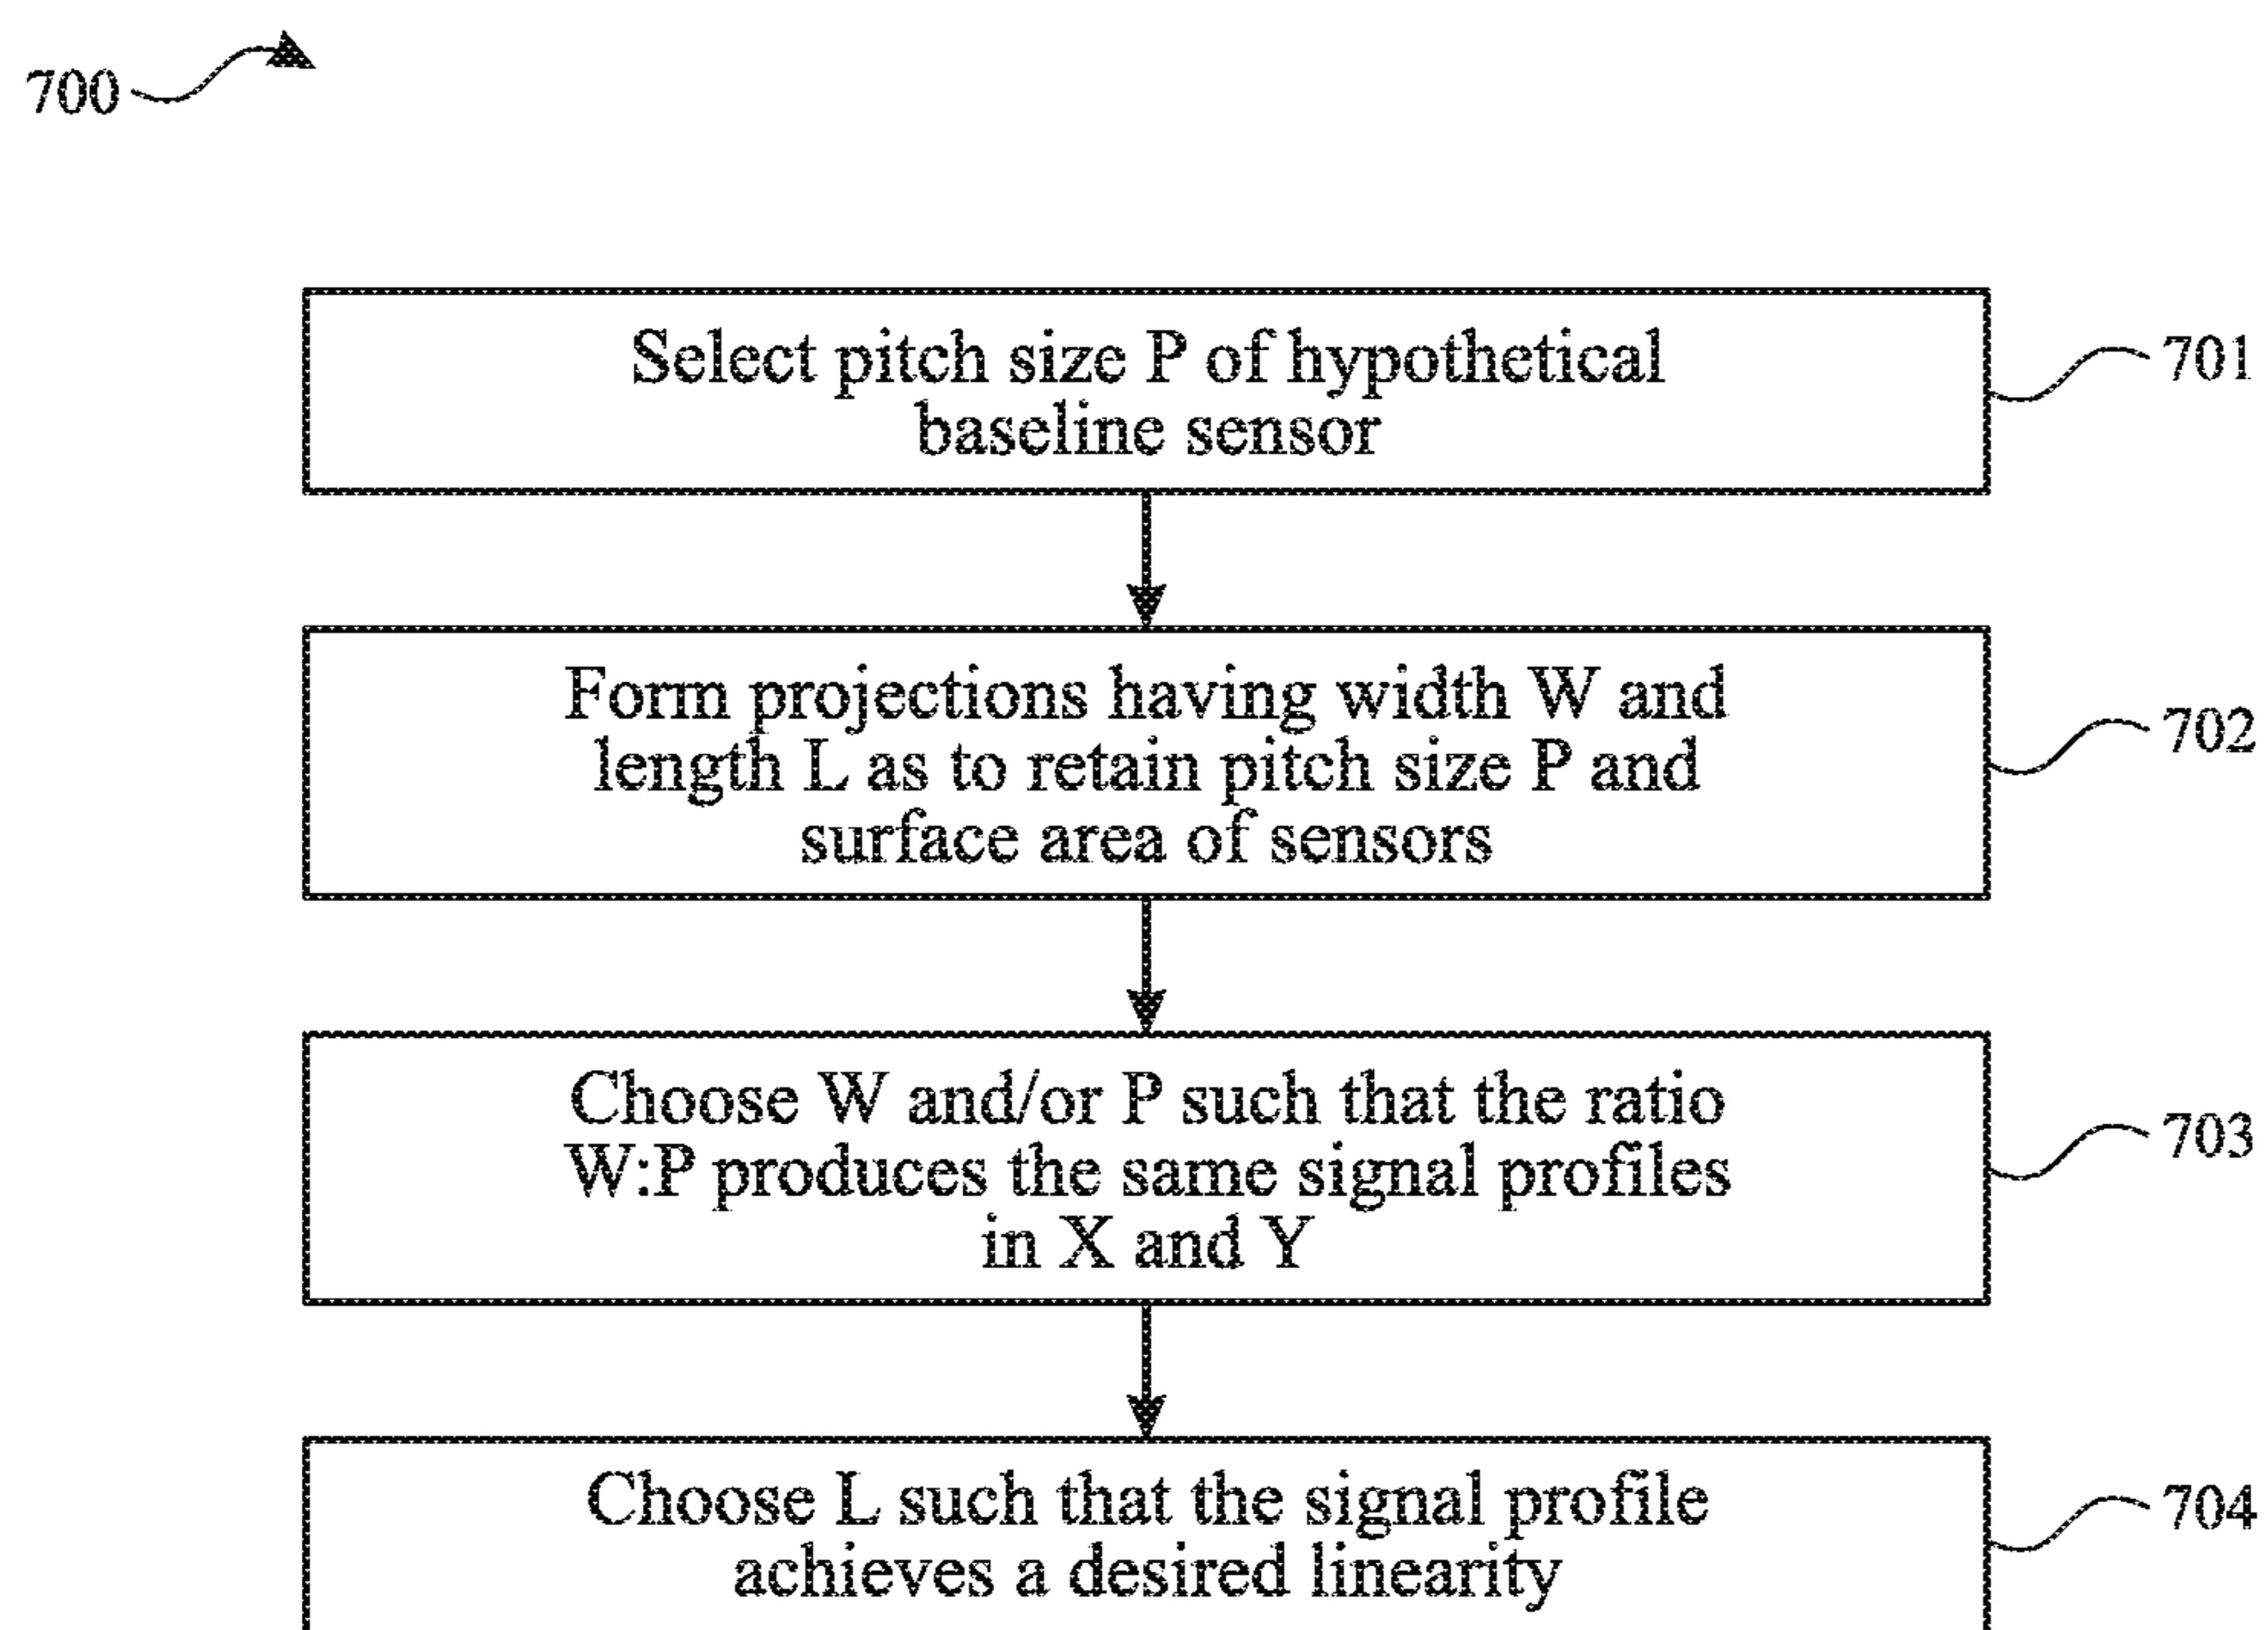 700
Select pitch size P of hypothetical
baseline sensor
701
Form projections having width W and
length L as to retain pitch size P and
surface area of sensors
702
Choose W and/or P such that the ratio
W:P produces the same signal profiles
in X and Y
703
Choose L such that the signal profile
achieves a desired linearity
704